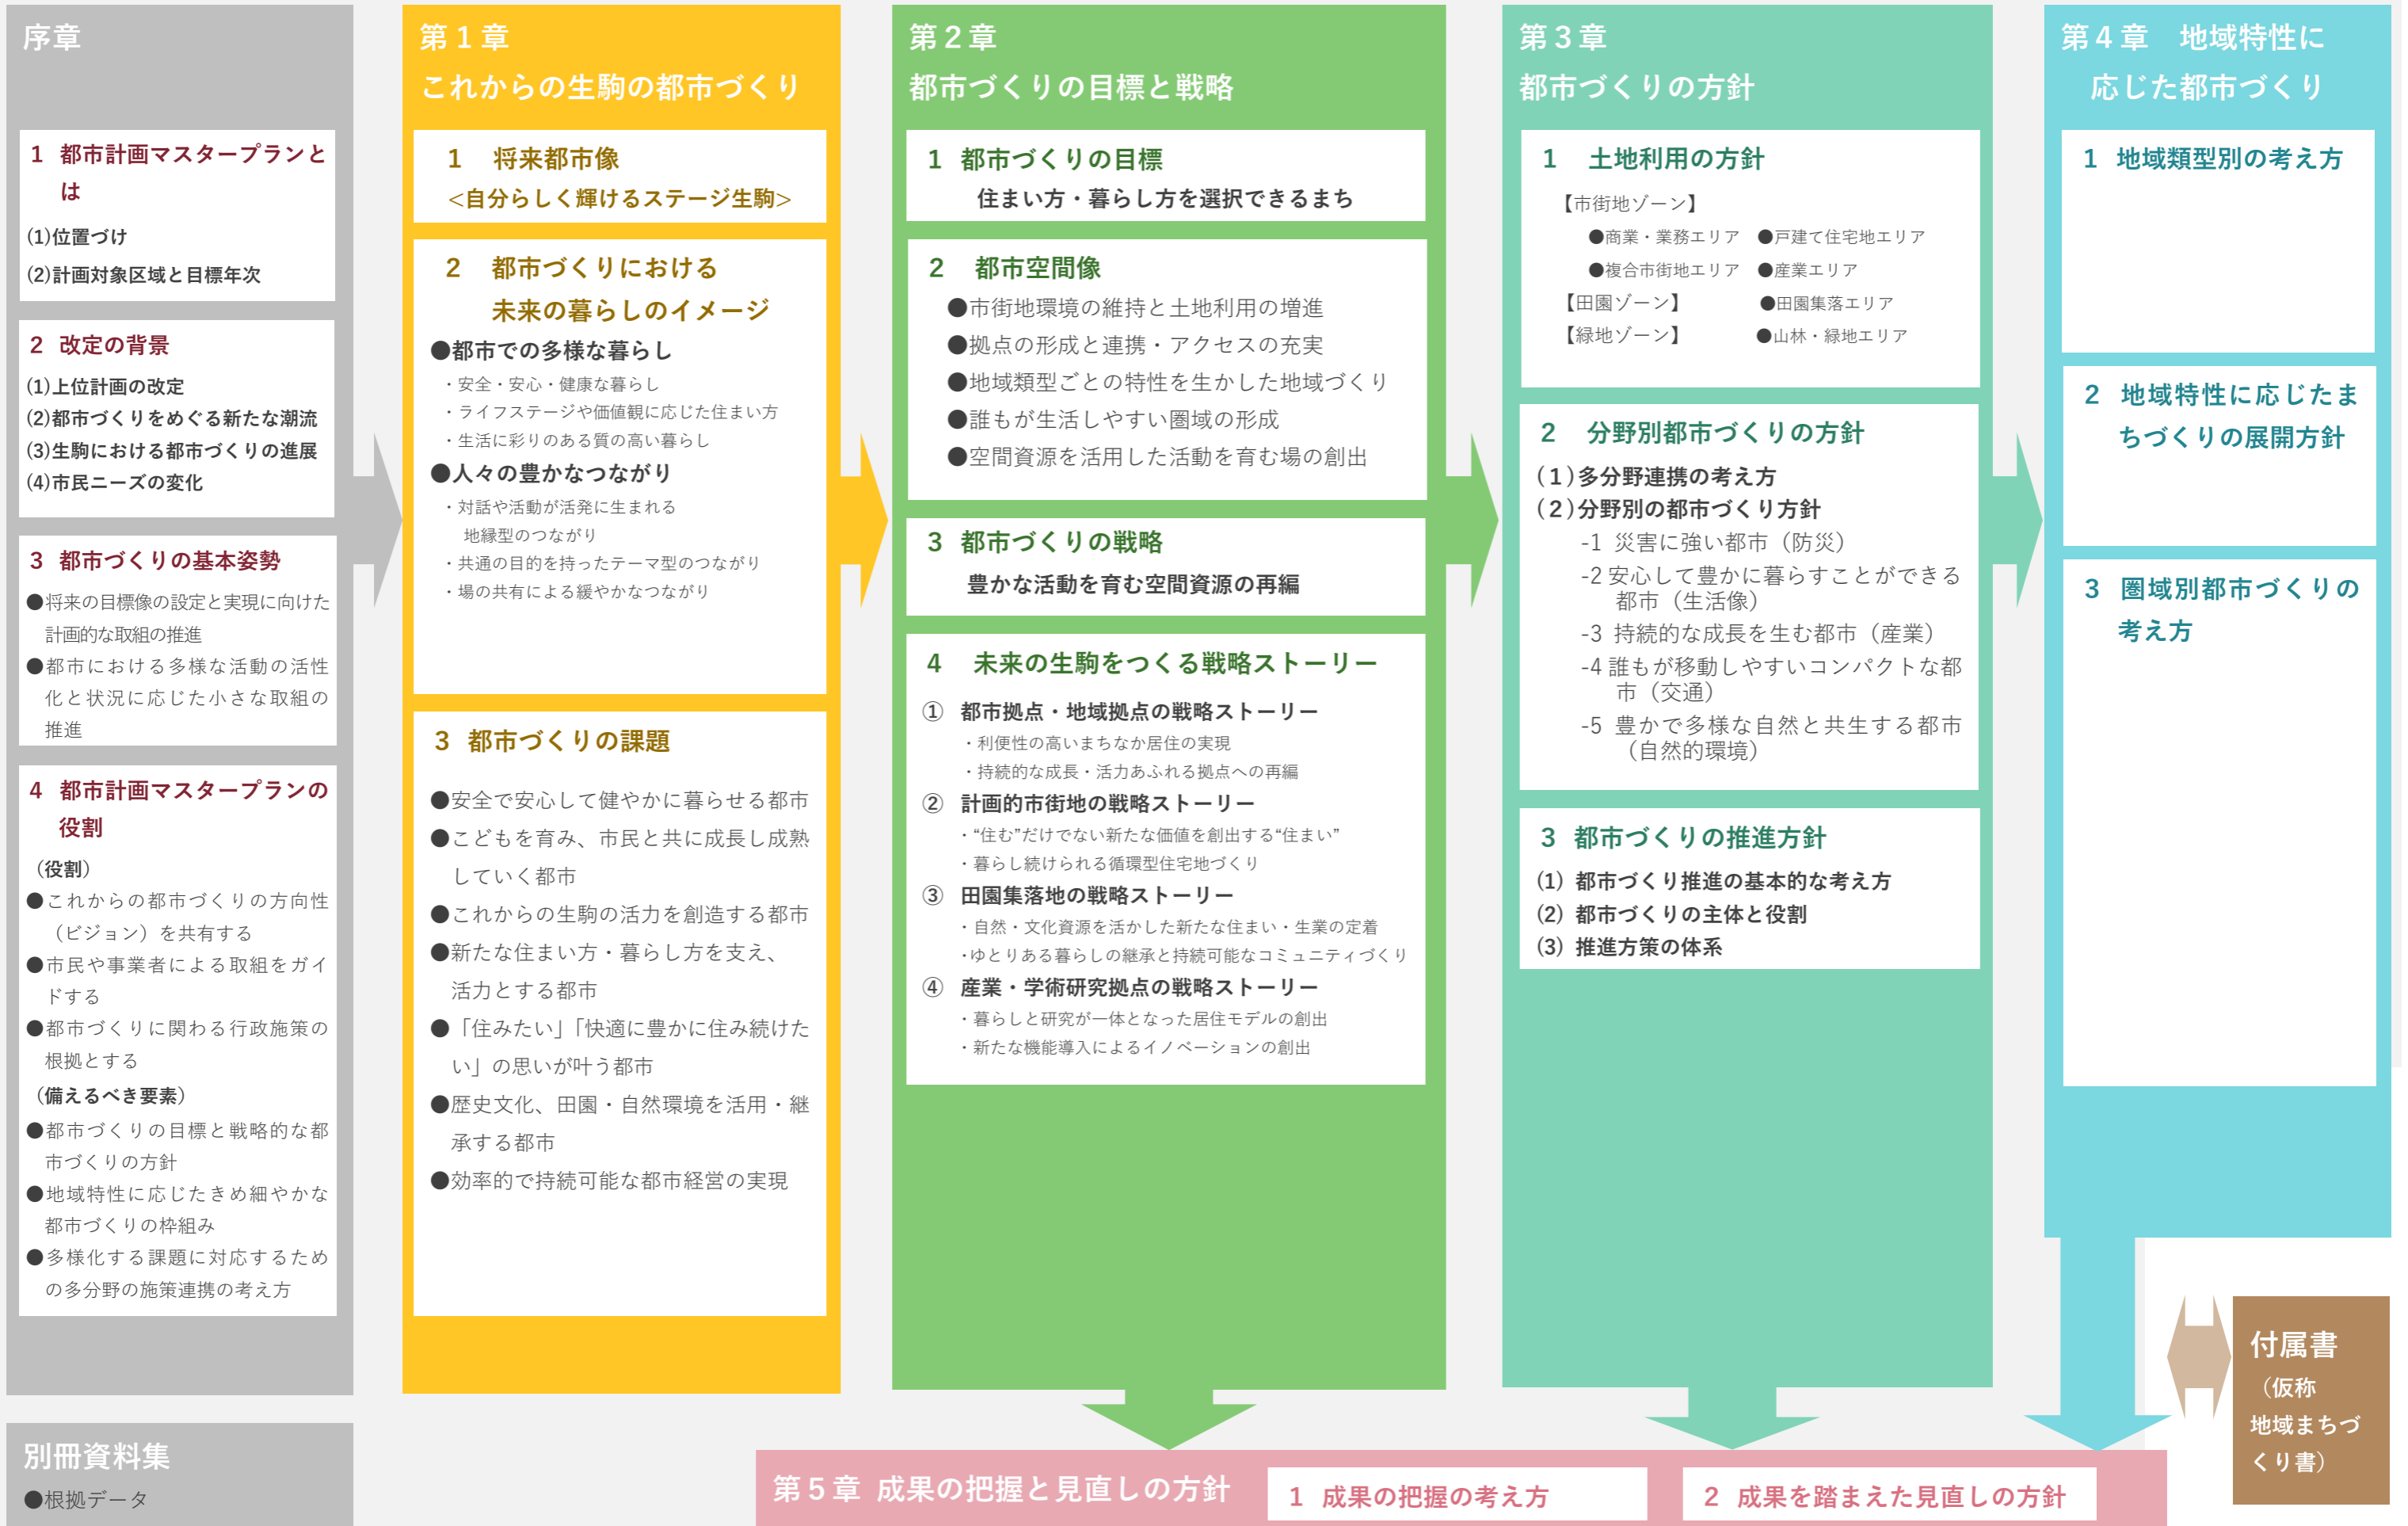 序章
1 都市計画マスタープランと
は
(1)位置づけ
(2)計画対象区域と目標年次
2 改定の背景
(1)上位計画の改定
(2)都市づくりをめぐる新たな潮流
(3)生駒における都市づくりの進展
(4)市民ニーズの変化
3 都市づくりの基本姿勢
●将来の目標像の設定と実現に向けた
計画的な取組の推進
●都市における多様な活動の活性
化と状況に応じた小さな取組の
推進
4 都市計画マスタープランの
役割
（役割）
●これからの都市づくりの方向性
（ビジョン）を共有する
●市民や事業者による取組をガイ
ドする
●都市づくりに関わる行政施策の
根拠とする
（備えるべき要素）
●都市づくりの目標と戦略的な都
市づくりの方針
●地域特性に応じたきめ細やかな
都市づくりの枠組み
●多様化する課題に対応するため
の多分野の施策連携の考え方
別冊資料集
●根拠データ
第１章
これからの生駒の都市づくり
1 将来都市像
<自分らしく輝けるステージ生駒>
2 都市づくりにおける
未来の暮らしのイメージ
●都市での多様な暮らし
・安全・安心・健康な暮らし
・ライフステージや価値観に応じた住まい方
・生活に彩りのある質の高い暮らし
●人々の豊かなつながり
・対話や活動が活発に生まれる
地縁型のつながり
・共通の目的を持ったテーマ型のつながり
・場の共有による緩やかなつながり
3 都市づくりの課題
●安全で安心して健やかに暮らせる都市
●こどもを育み、市民と共に成長し成熟
していく都市
●これからの生駒の活力を創造する都市
●新たな住まい方・暮らし方を支え、
活力とする都市
●「住みたい」「快適に豊かに住み続けた
い」の思いが叶う都市
●歴史文化、田園・自然環境を活用・継
承する都市
●効率的で持続可能な都市経営の実現
第２章
都市づくりの目標と戦略
1 都市づくりの目標
住まい方・暮らし方を選択できるまち
2 都市空間像
●市街地環境の維持と土地利用の増進
●拠点の形成と連携・アクセスの充実
●地域類型ごとの特性を生かした地域づくり
●誰もが生活しやすい圏域の形成
●空間資源を活用した活動を育む場の創出
3 都市づくりの戦略
豊かな活動を育む空間資源の再編
4 未来の生駒をつくる戦略ストーリー
① 都市拠点・地域拠点の戦略ストーリー
・利便性の高いまちなか居住の実現
・持続的な成長・活力あふれる拠点への再編
② 計画的市街地の戦略ストーリー
・“住む”だけでない新たな価値を創出する“住まい”
・暮らし続けられる循環型住宅地づくり
③ 田園集落地の戦略ストーリー
・自然・文化資源を活かした新たな住まい・生業の定着
・ゆとりある暮らしの継承と持続可能なコミュニティづくり
④ 産業・学術研究拠点の戦略ストーリー
・暮らしと研究が一体となった居住モデルの創出
・新たな機能導入によるイノベーションの創出
第３章
都市づくりの方針
1 土地利用の方針
【市街地ゾーン】
●商業・業務エリア ●戸建て住宅地エリア
●複合市街地エリア ●産業エリア
【田園ゾーン】 ●田園集落エリア
【緑地ゾーン】 ●山林・緑地エリア
2 分野別都市づくりの方針
(１)多分野連携の考え方
(２)分野別の都市づくり方針
-1 災害に強い都市（防災）
-2 安心して豊かに暮らすことができる
都市（生活像）
-3 持続的な成長を生む都市（産業）
-4 誰もが移動しやすいコンパクトな都
市（交通）
-5 豊かで多様な自然と共生する都市
（自然的環境）
3 都市づくりの推進方針
(1) 都市づくり推進の基本的な考え方
(2) 都市づくりの主体と役割
(3) 推進方策の体系
第４章 地域特性に
応じた都市づくり
1 地域類型別の考え方
2 地域特性に応じたま
ちづくりの展開方針
3 圏域別都市づくりの
考え方
付属書
（仮称
地域まちづ
くり書）
第５章 成果の把握と見直しの方針
1 成果の把握の考え方
2 成果を踏まえた見直しの方針